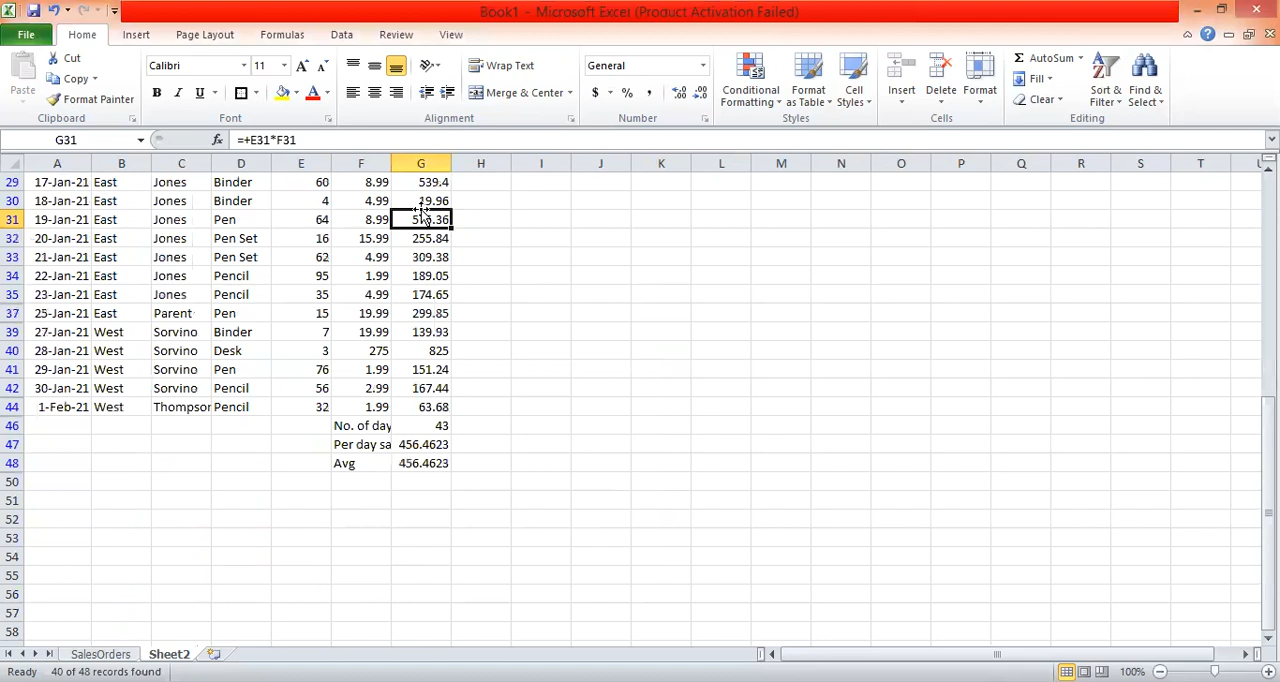 Book1 - Microsoft Excel (Product Activation Failed)
File Home Insert Page Layout Formulas Data Review View
Paste Cut Copy Format Painter Clipboard
Calibri 11 A A B I U A Font
Wrap Text Merge & Center Alignment
General $ % , Number
Conditional Formatting Format as Table Cell Styles Styles
Insert Delete Format Cells
Σ AutoSum Fill Clear Sort & Filter Find & Select Editing
G31 fx =+E31*F31
A B C D E F G H I J K L M N O P Q R S T U
29 17-Jan-21 East Jones Binder 60 8.99 539.4
30 18-Jan-21 East Jones Binder 4 4.99 19.96
31 19-Jan-21 East Jones Pen 64 8.99
32 20-Jan-21 East Jones Pen Set 16 15.99 255.84
33 21-Jan-21 East Jones Pen Set 62 4.99 309.38
34 22-Jan-21 East Jones Pencil 95 1.99 189.05
35 23-Jan-21 East Jones Pencil 35 4.99 174.65
37 25-Jan-21 East Parent Pen 15 19.99 299.85
39 27-Jan-21 West Sorvino Binder 7 19.99 139.93
40 28-Jan-21 West Sorvino Desk 3 275 825
41 29-Jan-21 West Sorvino Pen 76 1.99 151.24
42 30-Jan-21 West Sorvino Pencil 56 2.99 167.44
44 1-Feb-21 West Thompson Pencil 32 1.99 63.68
46 No. of day 43
47 Per day sa 456.4623
48 Avg 456.4623
50
51
52
53
54
55
56
57
58
SalesOrders Sheet2
Ready 40 of 48 records found 100%